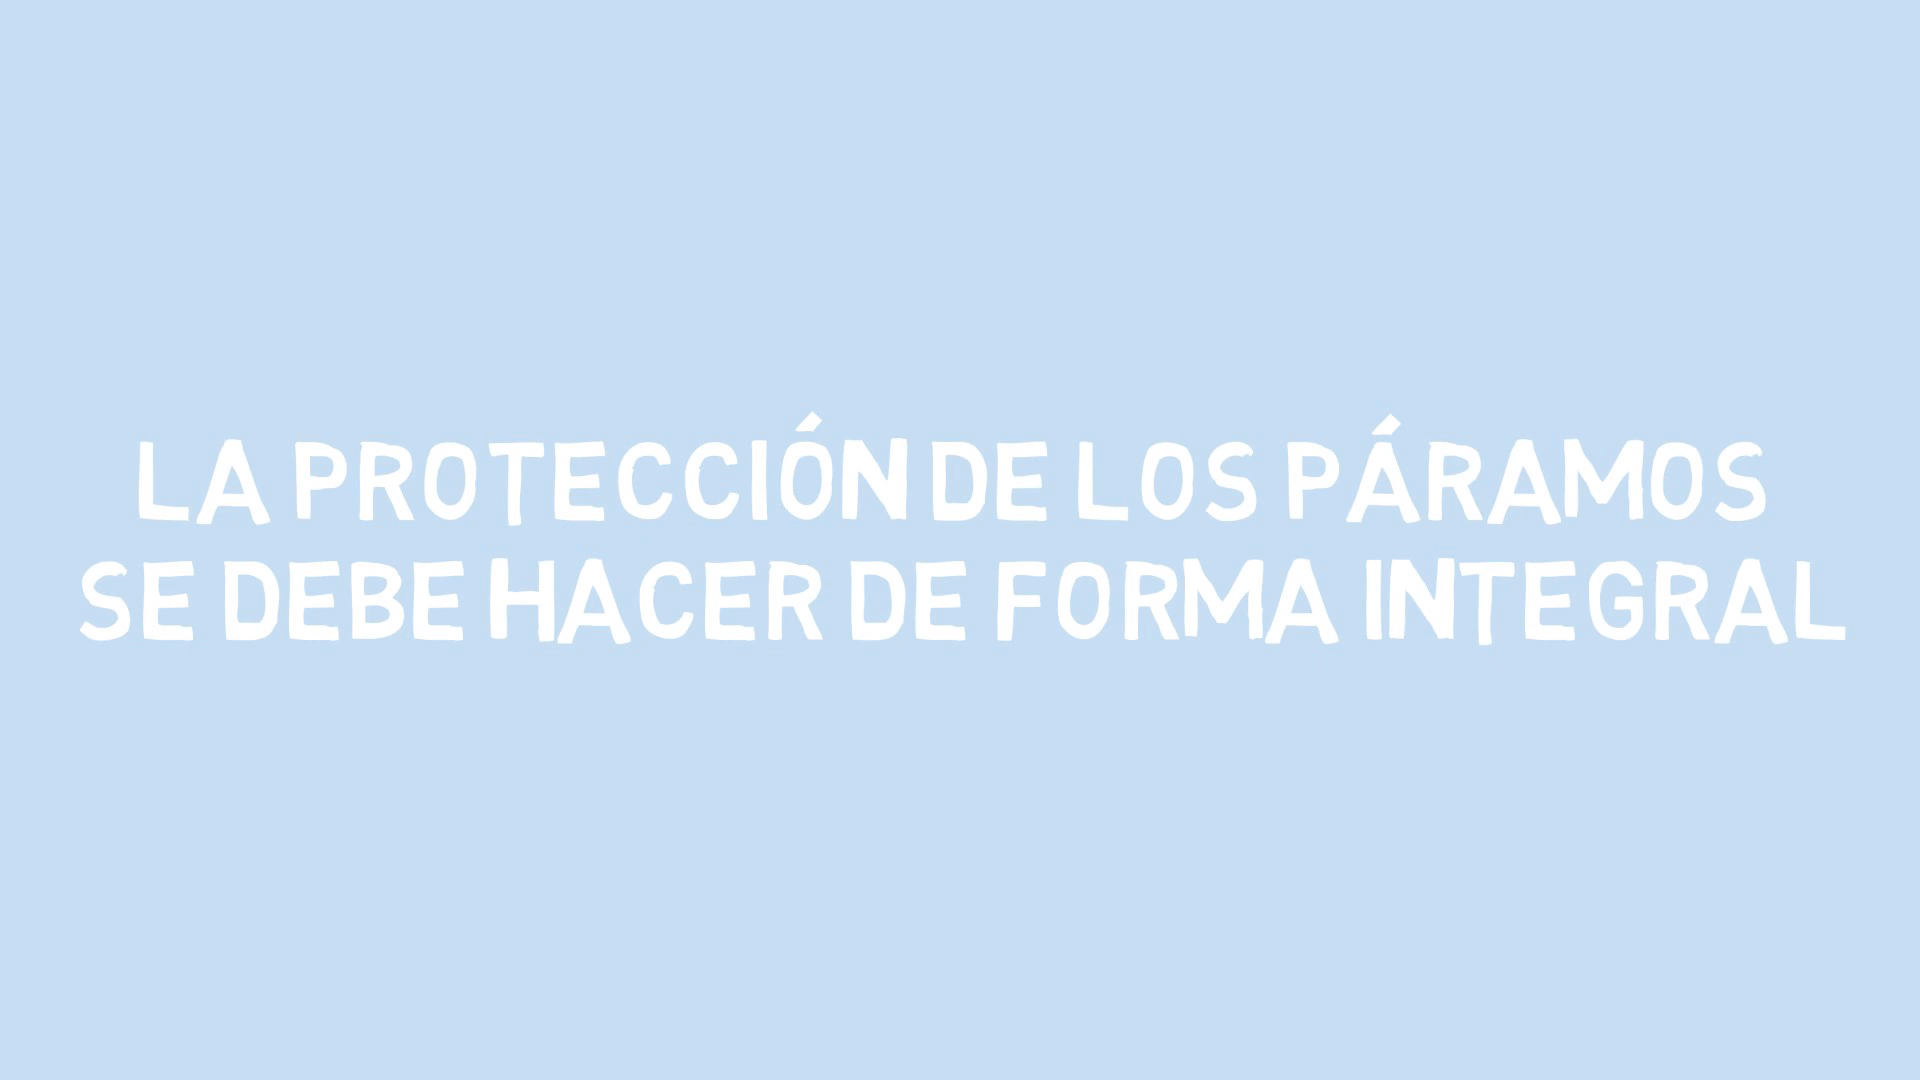 LA PROTECCIÓN DE LOS PÁRAMOS
SE DEBE HACER DE FORMA INTEGRAL